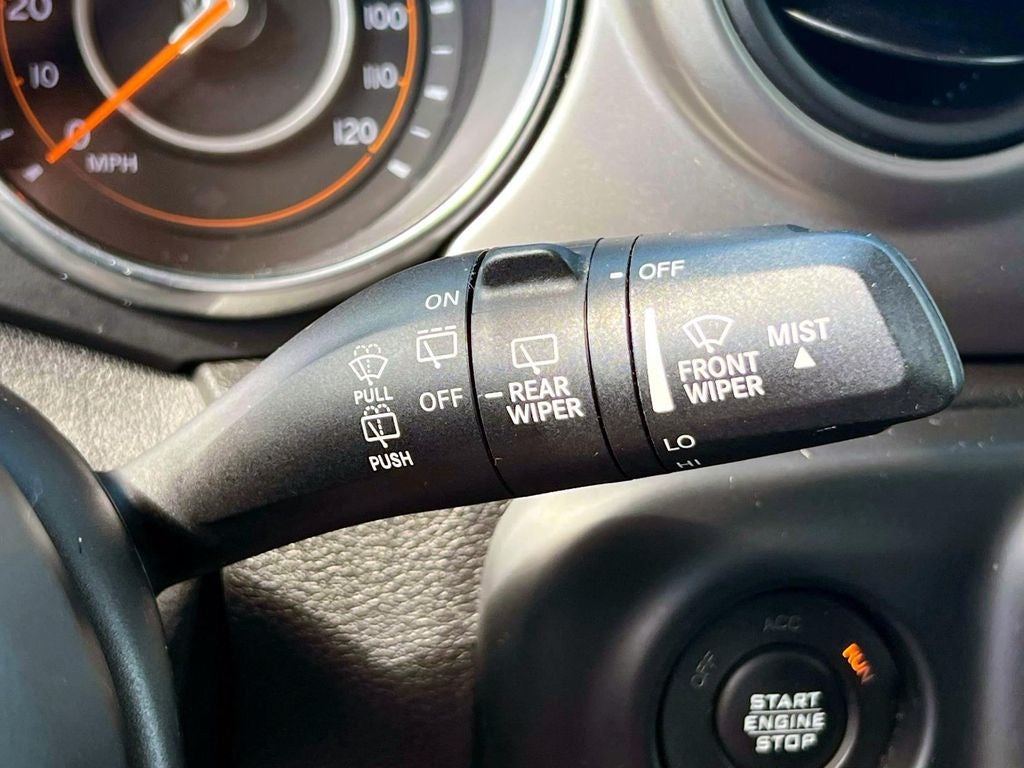 20
10
0
MPH
100
110
120
ON
OFF
PULL
PUSH
REAR
WIPER
OFF
FRONT
WIPER
MIST
LO
HI
OFF
ACC
RUN
START
ENGINE
STOP